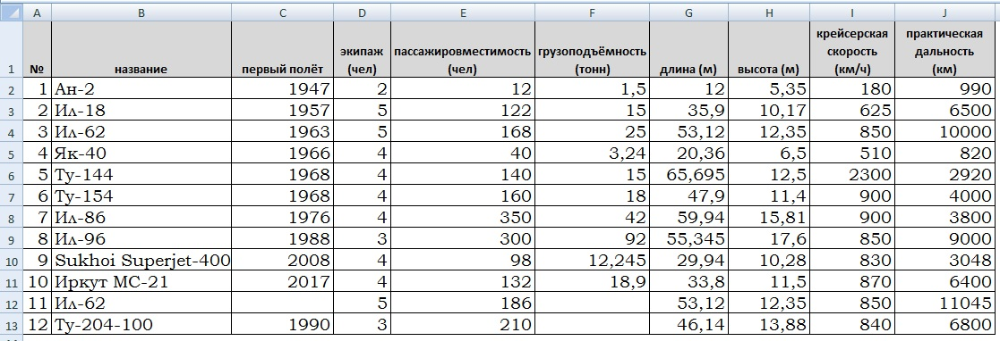 A B C D E F G H I J
1 № название первый полёт экипаж (чел) пассажировместимость (чел) грузоподъёмность (тонн) длина (м) высота (м) крейсерская скорость (км/ч) практическая дальность (км)
2 1 Ан-2 1947 2 12 1,5 12 5,35 180 990
3 2 Ил-18 1957 5 122 15 35,9 10,17 625 6500
4 3 Ил-62 1963 5 168 25 53,12 12,35 850 10000
5 4 Як-40 1966 4 40 3,24 20,36 6,5 510 820
6 5 Ту-144 1968 4 140 15 65,695 12,5 2300 2920
7 6 Ту-154 1968 4 160 18 47,9 11,4 900 4000
8 7 Ил-86 1976 4 350 42 59,94 15,81 900 3800
9 8 Ил-96 1988 3 300 92 55,345 17,6 850 9000
10 9 Sukhoi Superjet-400 2008 4 98 12,245 29,94 10,28 830 3048
11 10 Иркут МС-21 2017 4 132 18,9 33,8 11,5 870 6400
12 11 Ил-62 5 186 53,12 12,35 850 11045
13 12 Ту-204-100 1990 3 210 46,14 13,88 840 6800